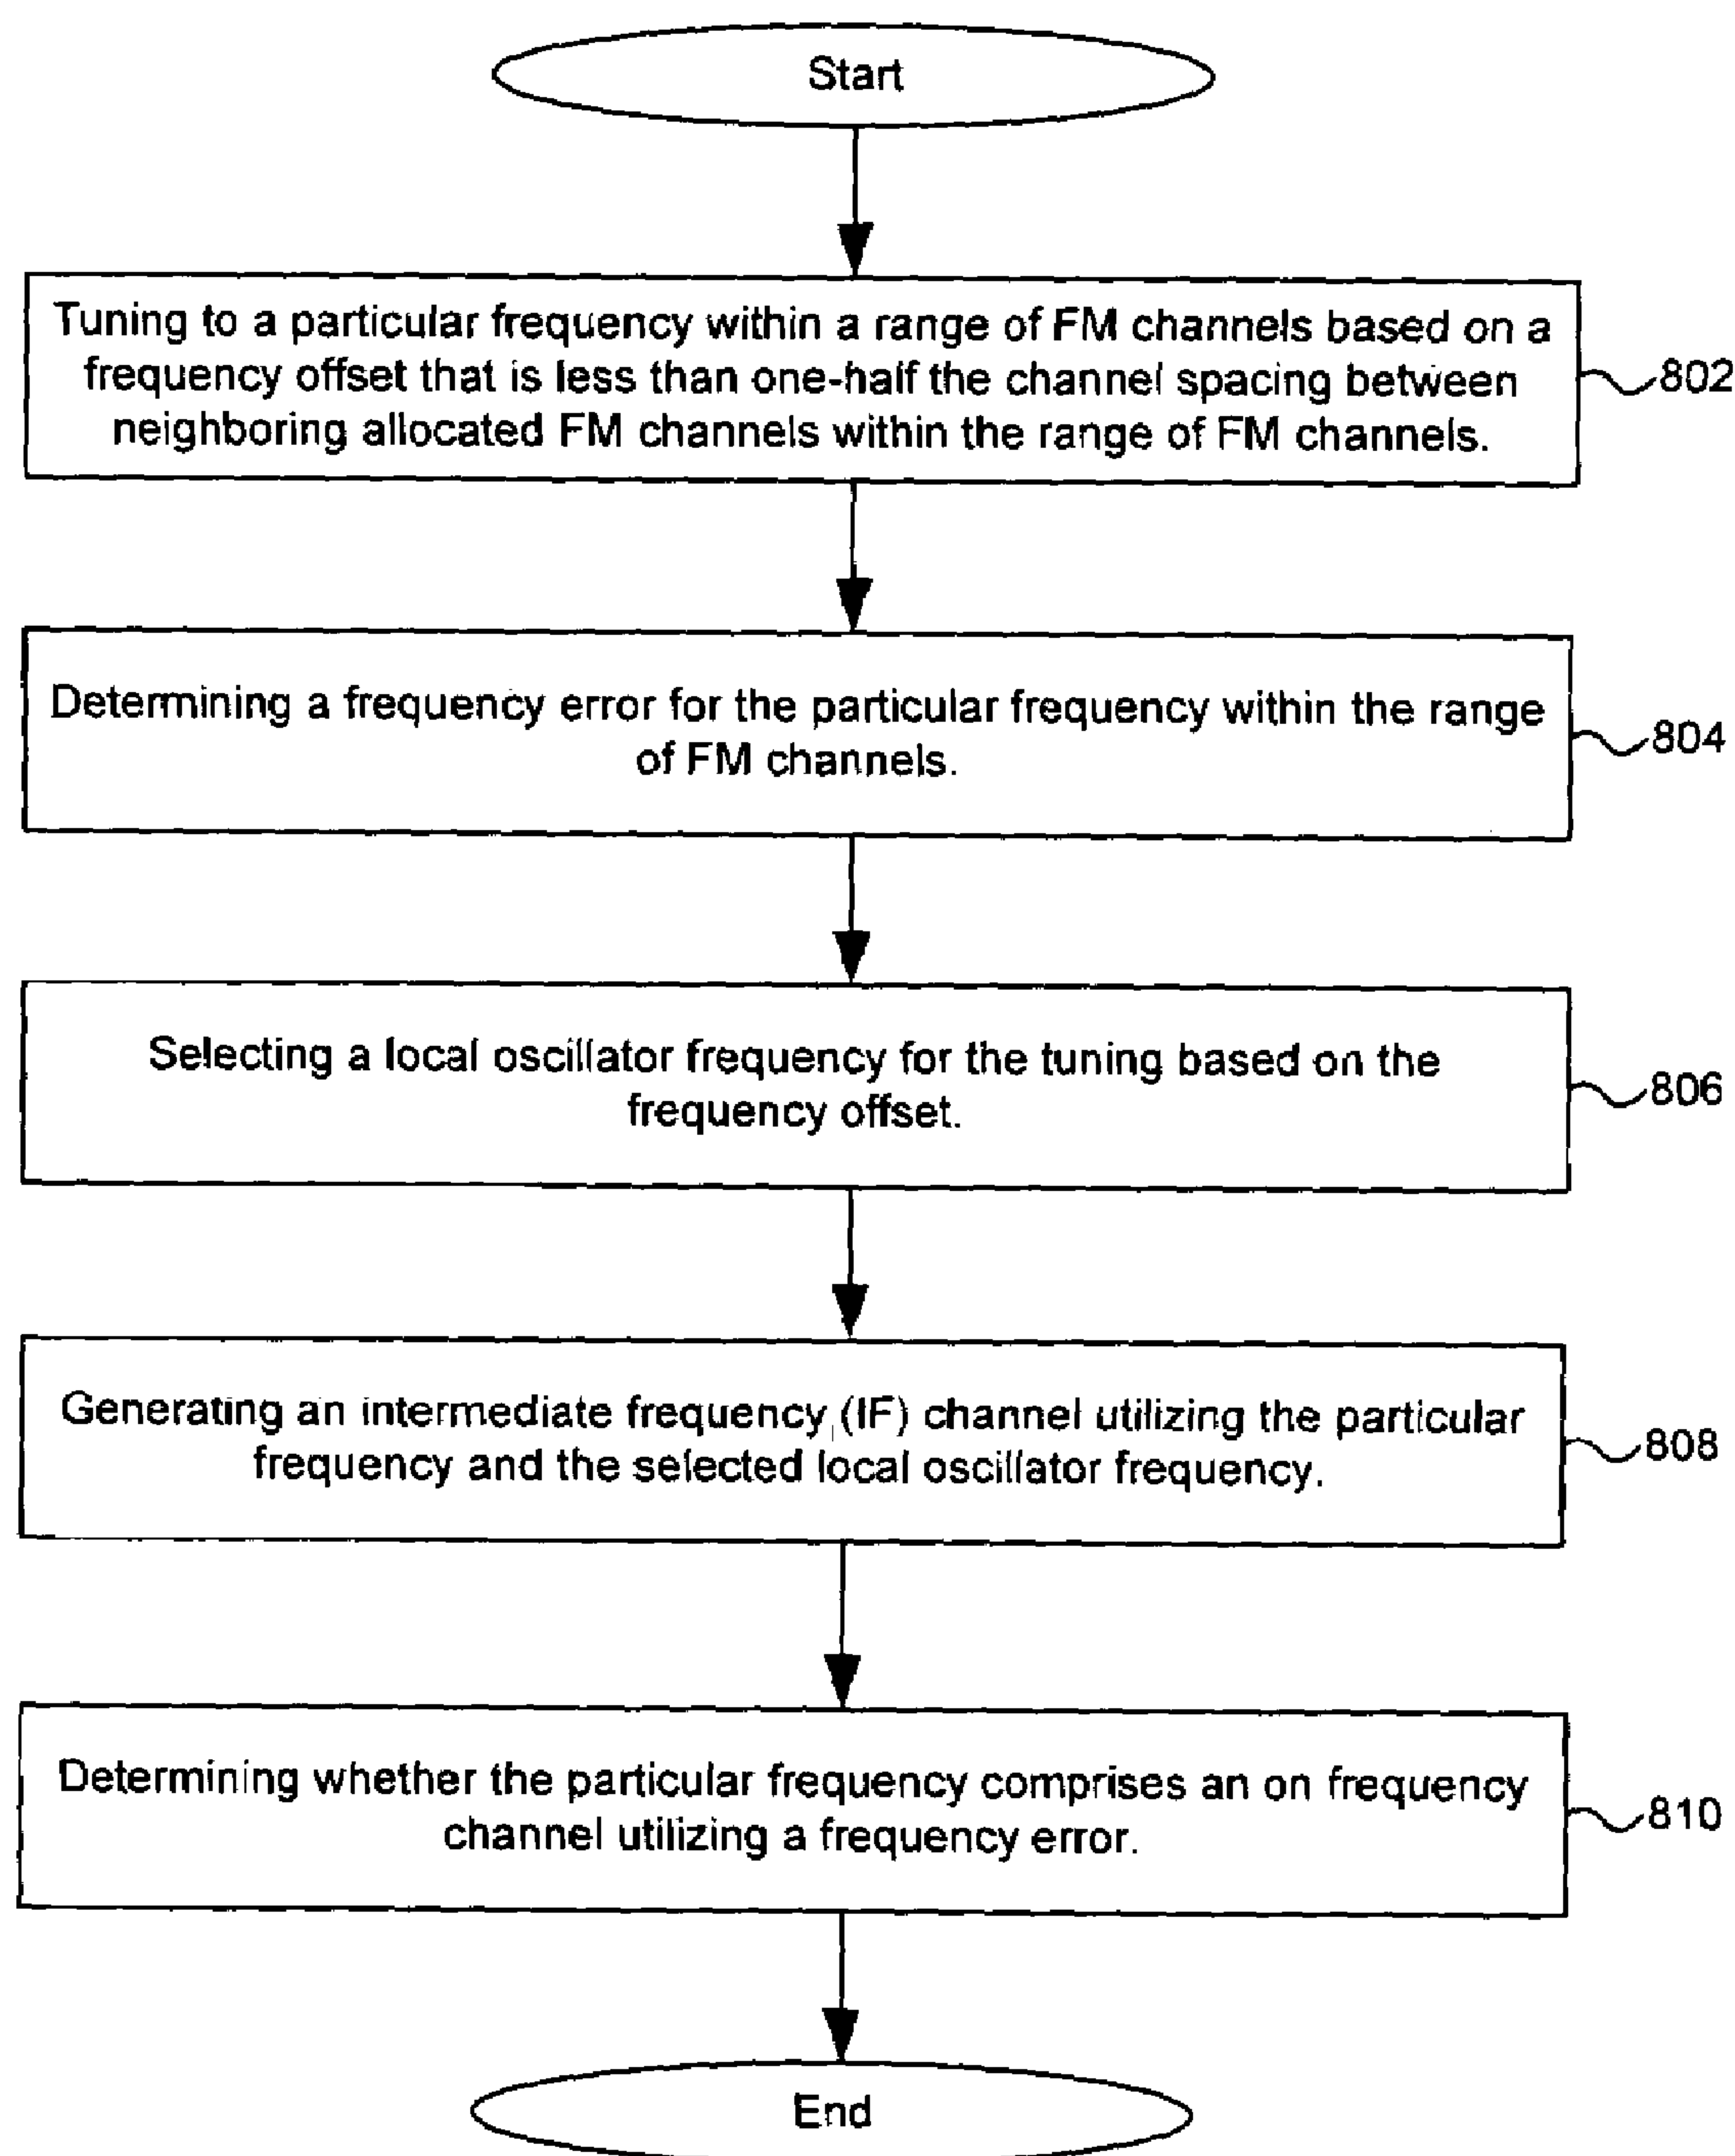 Start
Tuning to a particular frequency within a range of FM channels based on a
frequency offset that is less than one-half the channel spacing between
neighboring allocated FM channels within the range of FM channels.
802
Determining a frequency error for the particular frequency within the range
of FM channels.
804
Selecting a local oscillator frequency for the tuning based on the
frequency offset.
806
Generating an intermediate frequency (IF) channel utilizing the particular
frequency and the selected local oscillator frequency.
808
Determining whether the particular frequency comprises an on frequency
channel utilizing a frequency error.
810
End